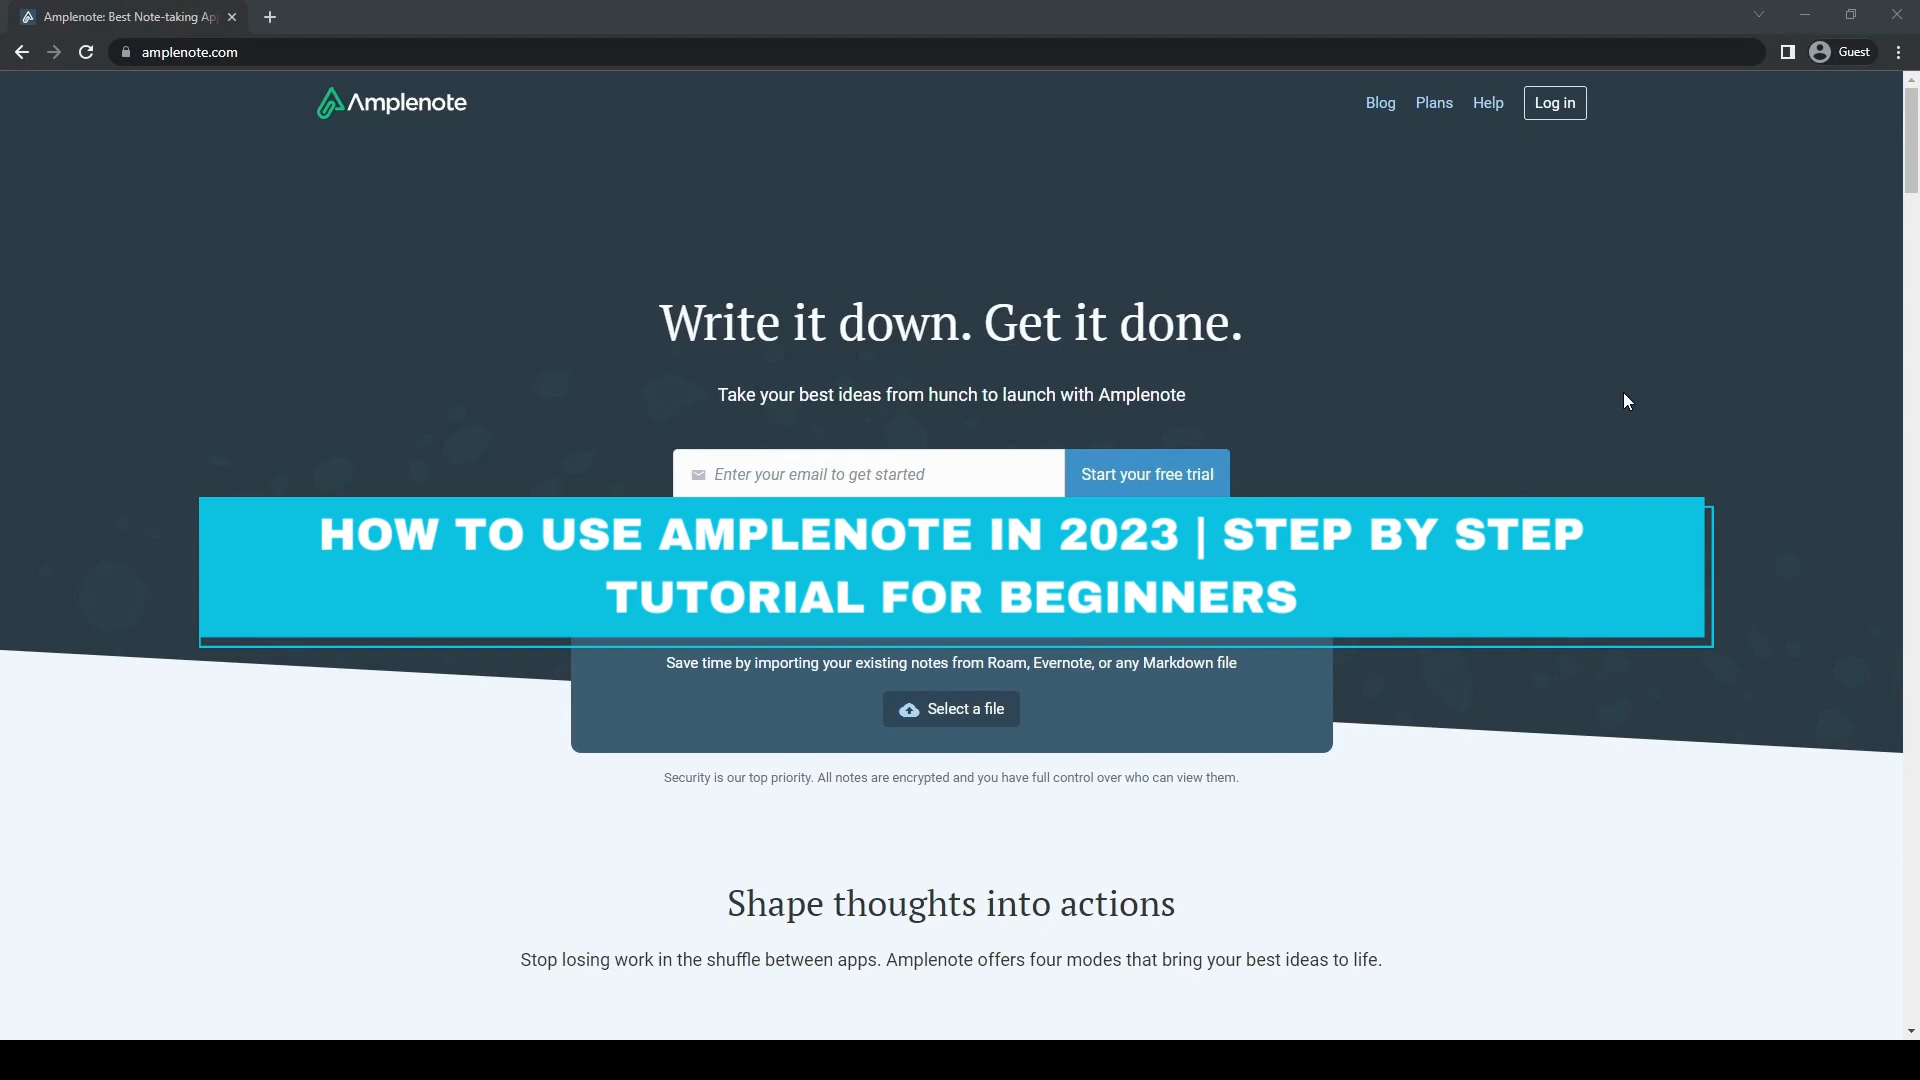 Amplenote: Best Note-taking Ap
amplenote.com
Guest
Amplenote
Blog Plans Help Log in
Write it down. Get it done.
Take your best ideas from hunch to launch with Amplenote
Enter your email to get started Start your free trial
HOW TO USE AMPLENOTE IN 2023 | STEP BY STEP
TUTORIAL FOR BEGINNERS
Save time by importing your existing notes from Roam, Evernote, or any Markdown file
Select a file
Security is our top priority. All notes are encrypted and you have full control over who can view them.
Shape thoughts into actions
Stop losing work in the shuffle between apps. Amplenote offers four modes that bring your best ideas to life.